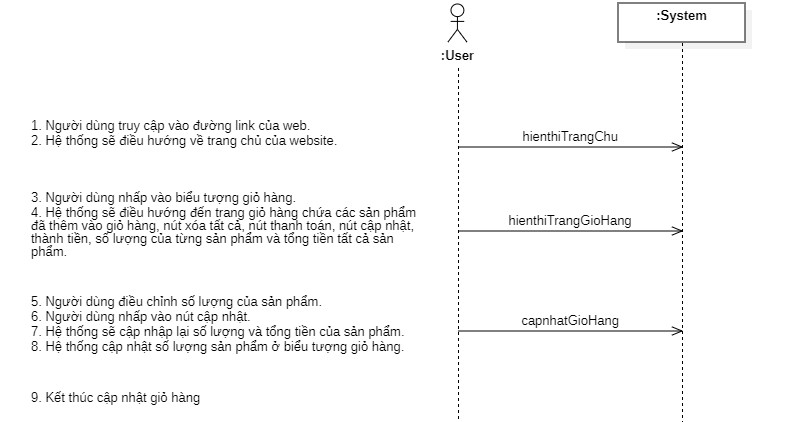 :System
:User
1. Người dùng truy cập vào đường link của web.
2. Hệ thống sẽ điều hướng về trang chủ của website.
hienthiTrangChu
3. Người dùng nhấp vào biểu tượng giỏ hàng.
4. Hệ thống sẽ điều hướng đến trang giỏ hàng chứa các sản phẩm
đã thêm vào giỏ hàng, nút xóa tất cả, nút thanh toán, nút cập nhật,
thành tiền, số lượng của từng sản phẩm và tổng tiền tất cả sản
phẩm.
hienthiTrangGioHang
5. Người dùng điều chỉnh số lượng của sản phẩm.
6. Người dùng nhấp vào nút cập nhật.
7. Hệ thống sẽ cập nhập lại số lượng và tổng tiền của sản phẩm.
8. Hệ thống cập nhật số lượng sản phẩm ở biểu tượng giỏ hàng.
capnhatGioHang
9. Kết thúc cập nhật giỏ hàng